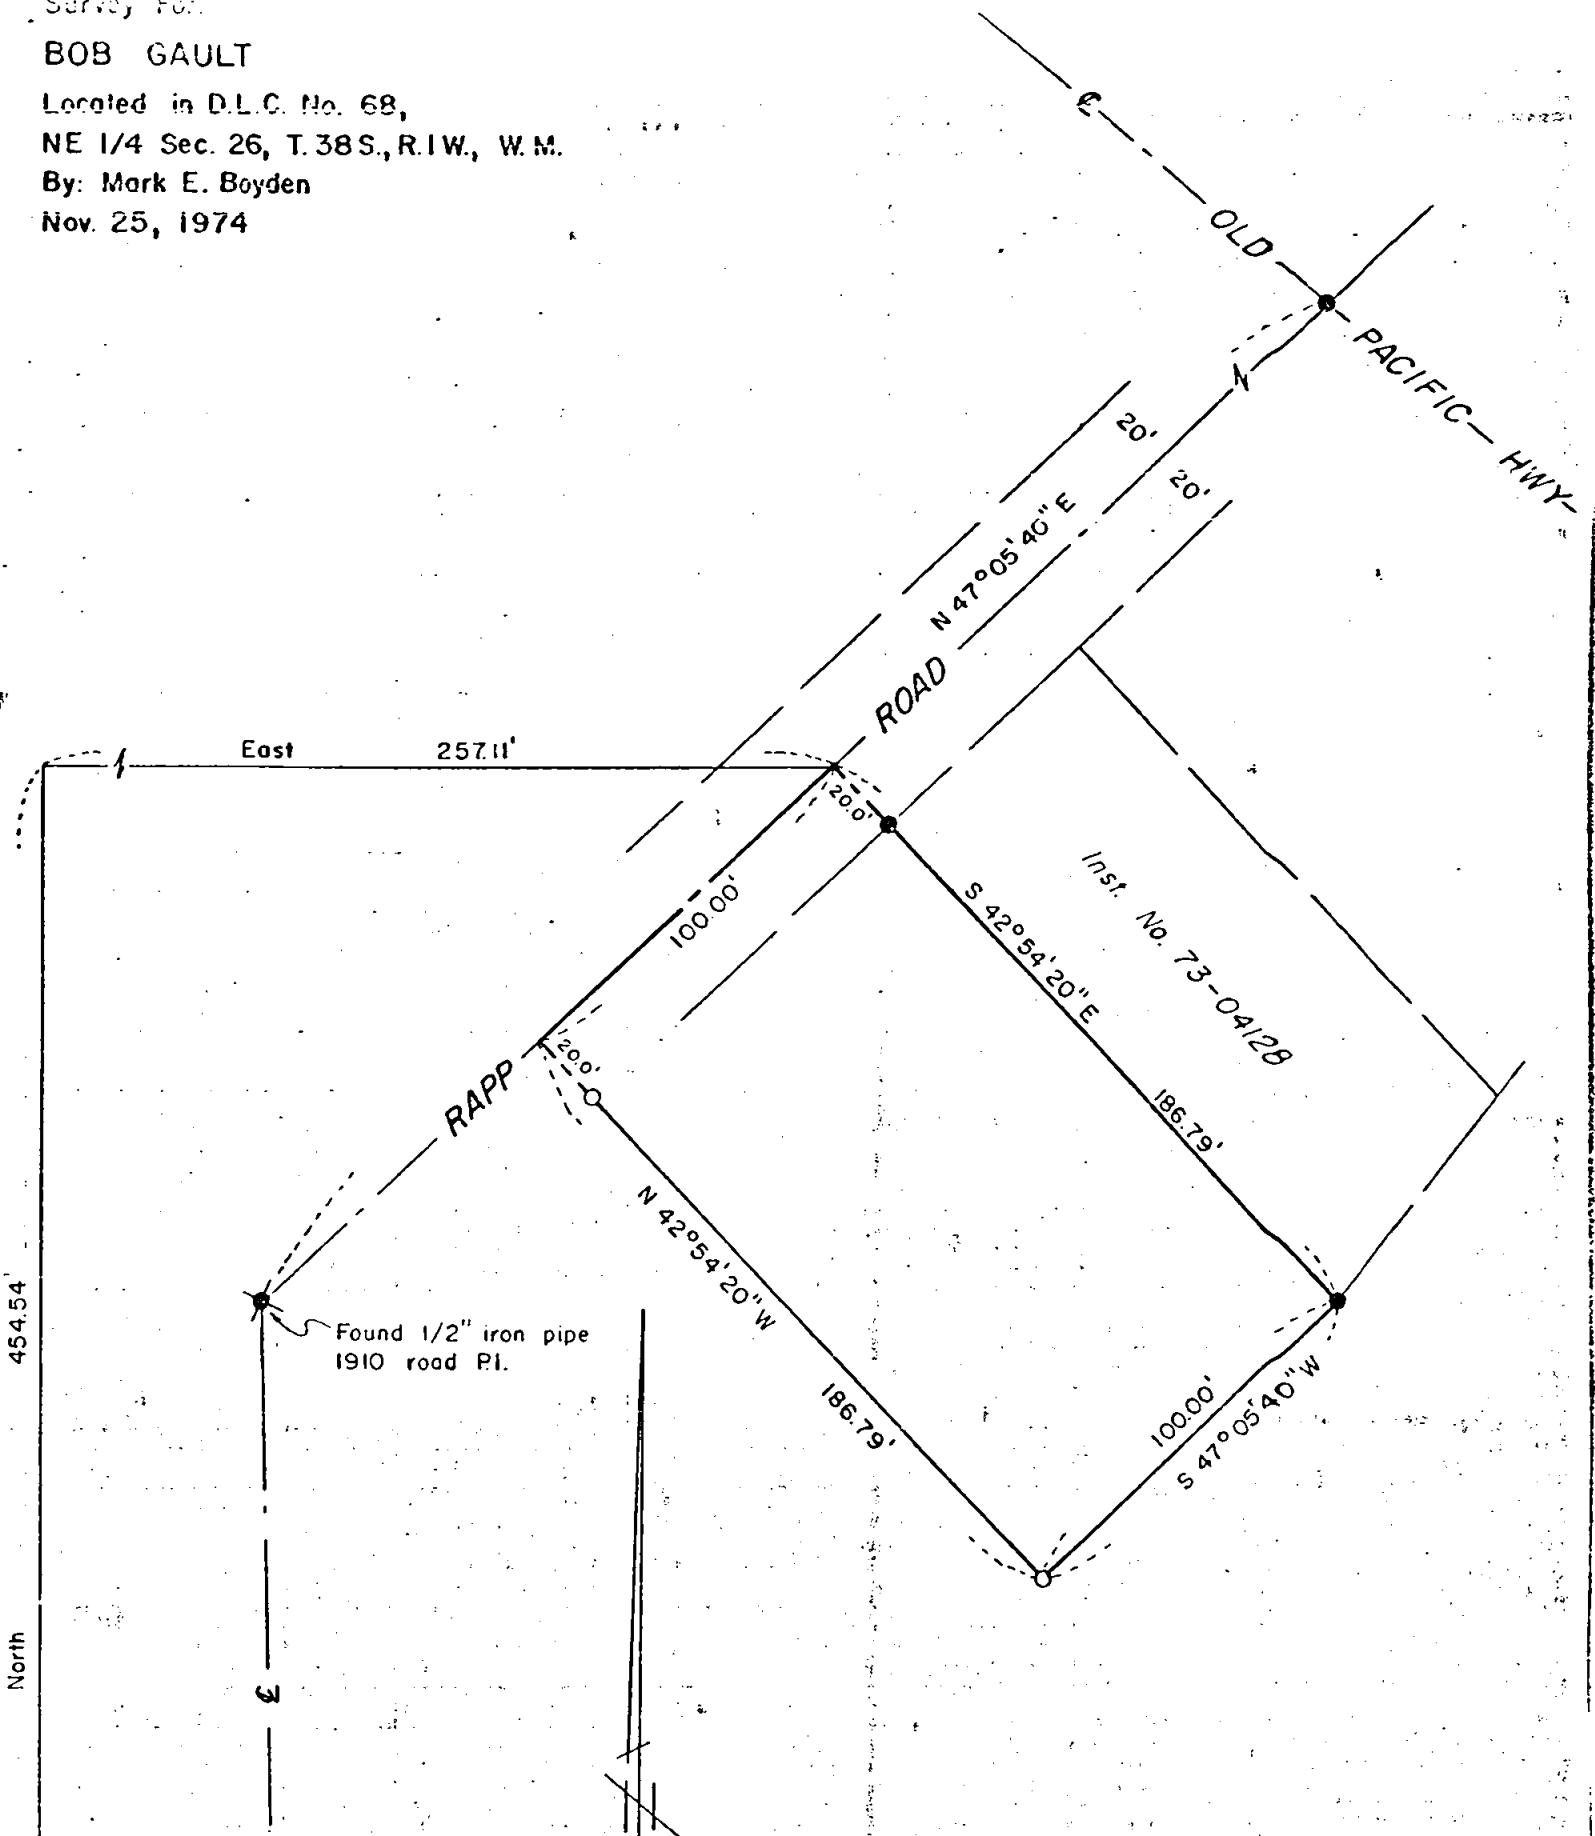 Survey For:
BOB GAULT
Located in D.L.C. No. 68,
NE 1/4 Sec. 26, T. 38 S., R. 1 W., W. M.
By: Mark E. Boyden
Nov. 25, 1974
℄
OLD PACIFIC HWY
20'
20'
N 47°05'40" E
RAPP ROAD
East 257.11'
20.0'
100.00'
Inst. No. 73-04128
S 42°54'20" E
186.79'
20.0'
N 42°54'20" W
186.79'
Found 1/2" iron pipe
1910 road P.I.
100.00'
S 47°05'40" W
454.54'
North